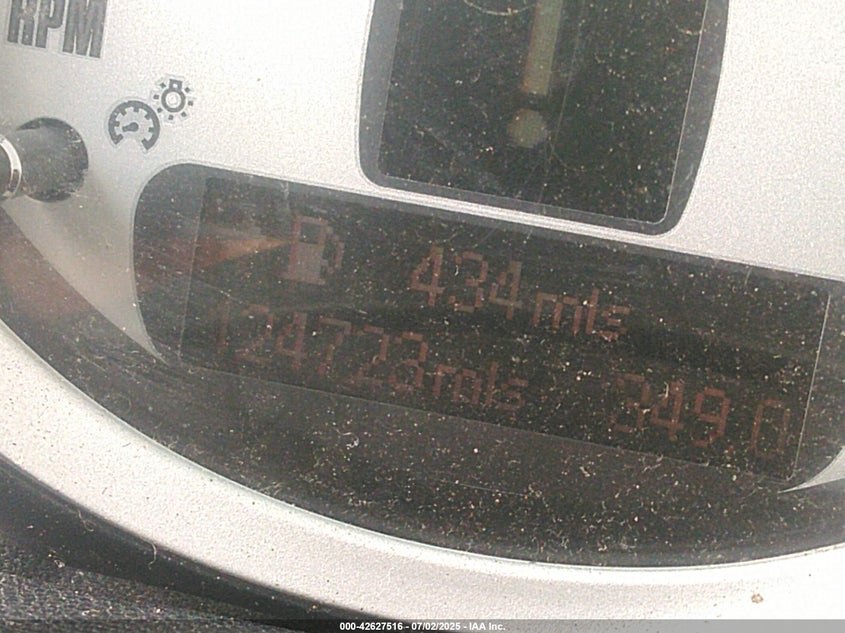 RPM
434 mls
124723 mls 349.0
000-42627516 - 07/02/2025 - IAA Inc.